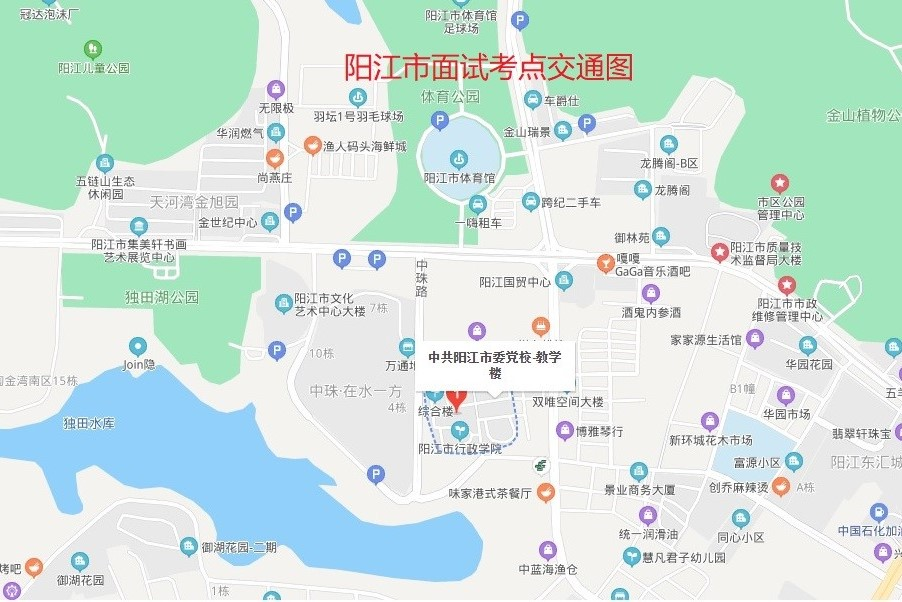 冠达泡沫厂
阳江市体育馆
足球场
P
阳江市面试考点交通图
阳江儿童公园
体育公园
无限极
羽坛1号羽毛球场
P
车爵仕
金山瑞景
P
金山植物公
华润燃气
渔人码头海鲜城
尚燕庄
龙腾阁-B区
五链山生态
休闲园
阳江市体育馆
龙腾阁
市区公园
管理中心
天河湾金旭园
P
金世纪中心
一嗨租车
跨纪二手车
阳江市集美轩书画
艺术展览中心
御林苑
阳江市质量技
术监督局大楼
P
P
中珠路
嘎嘎
GaGa音乐酒吧
阳江国贸中心
独田湖公园
阳江市文化
艺术中心大楼
7栋
酒鬼内参酒
阳江市市政
维修管理中心
家家源生活馆
Join隐
P
10栋
万通地
中共阳江市委党校-教学
楼
华园花园
淘金湾南区15栋
中珠·在水一方
4栋
综合楼
双唯空间大楼
B1幢
五羊
华园市场
独田水库
阳江市行政学院
博雅琴行
新环城花木市场
翡翠轩珠宝
P
富源小区
阳江东汇城
味家港式茶餐厅
景业商务大厦
创乔麻辣烫
A栋
统一润滑油
同心小区
中国石化加油
御湖花园-二期
中蓝海渔仓
慧凡君子幼儿园
烤吧
御湖花园
1栋